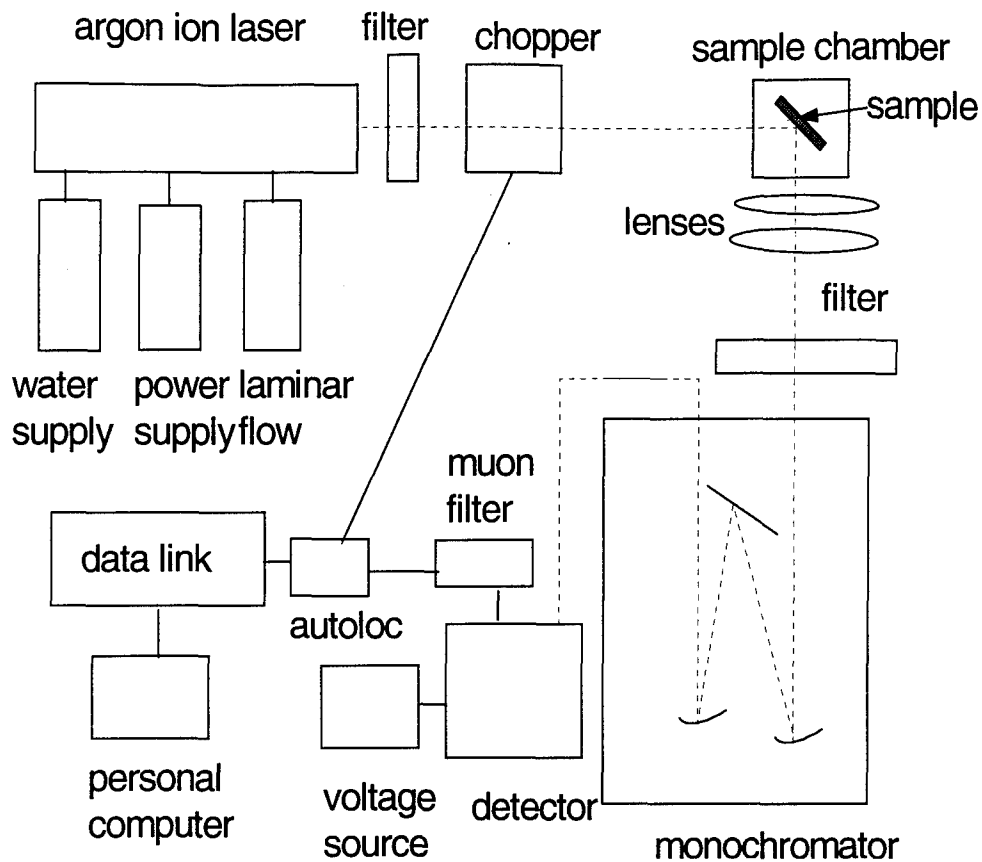 argon ion laser
filter
chopper
sample chamber
sample
lenses
filter
water
supply
power
supply
laminar
flow
muon
filter
data link
autoloc
personal
computer
voltage
source
detector
monochromator